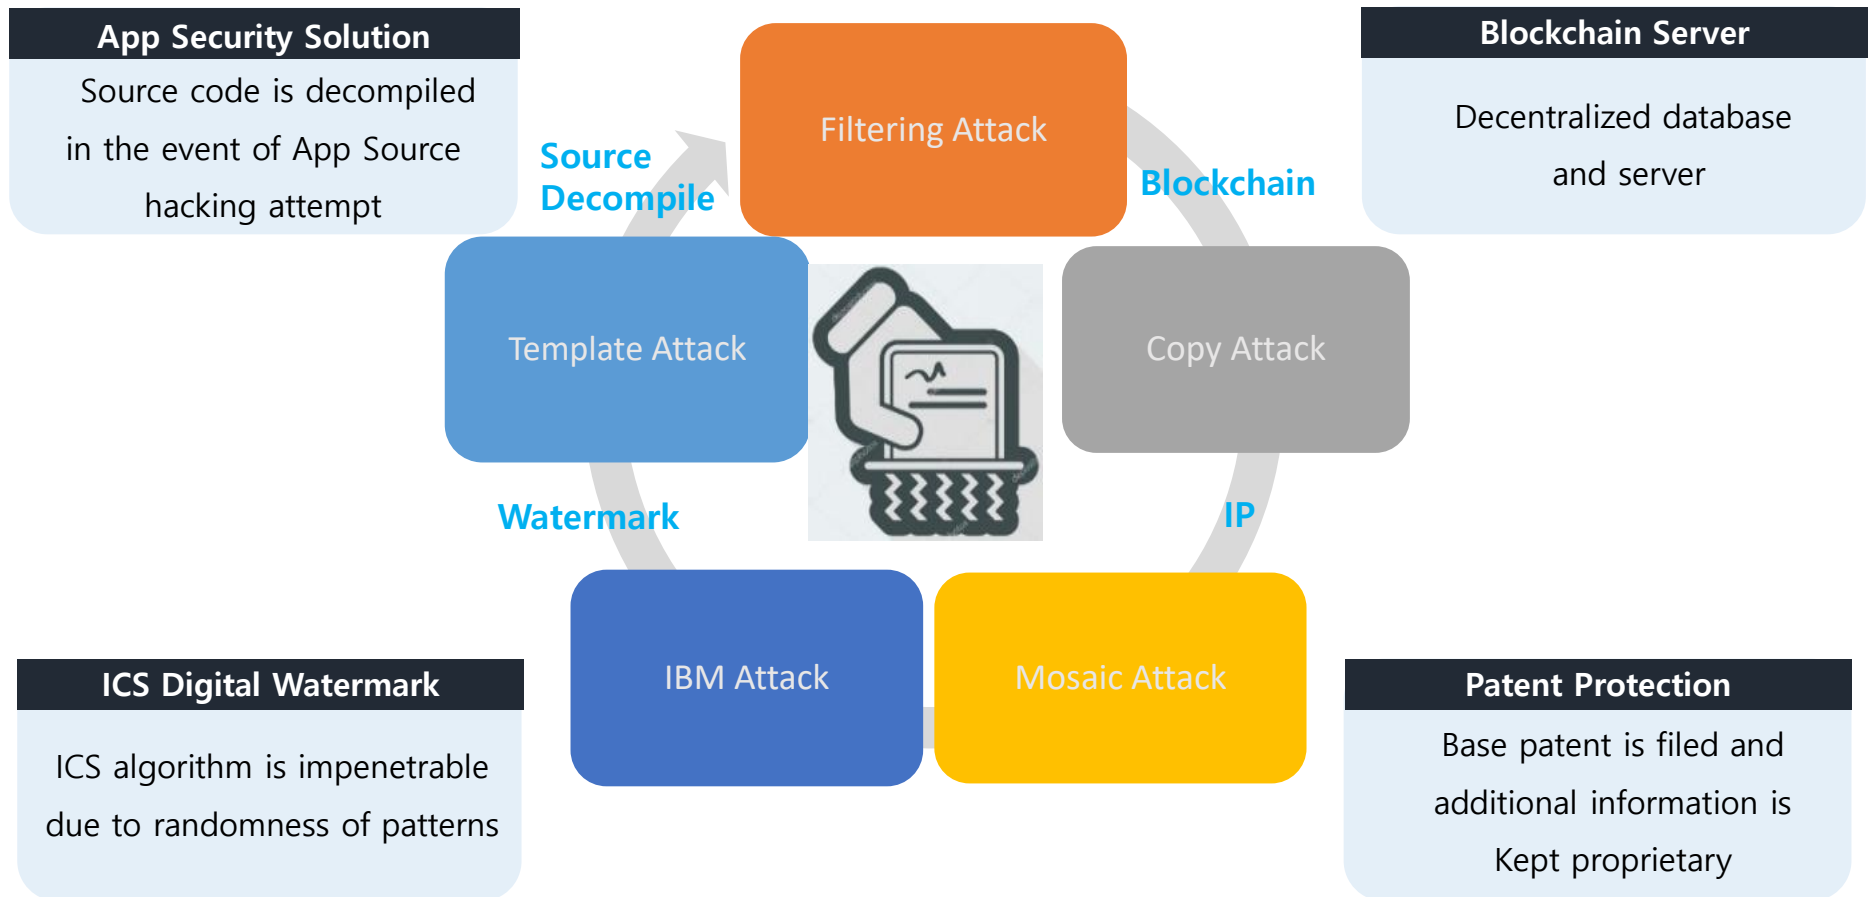 App Security Solution
Source code is decompiled
in the event of App Source
hacking attempt
Blockchain Server
Decentralized database
and server
Filtering Attack
Source
Decompile
Blockchain
Template Attack
Copy Attack
Watermark
IP
IBM Attack
Mosaic Attack
ICS Digital Watermark
ICS algorithm is impenetrable
due to randomness of patterns
Patent Protection
Base patent is filed and
additional information is
Kept proprietary